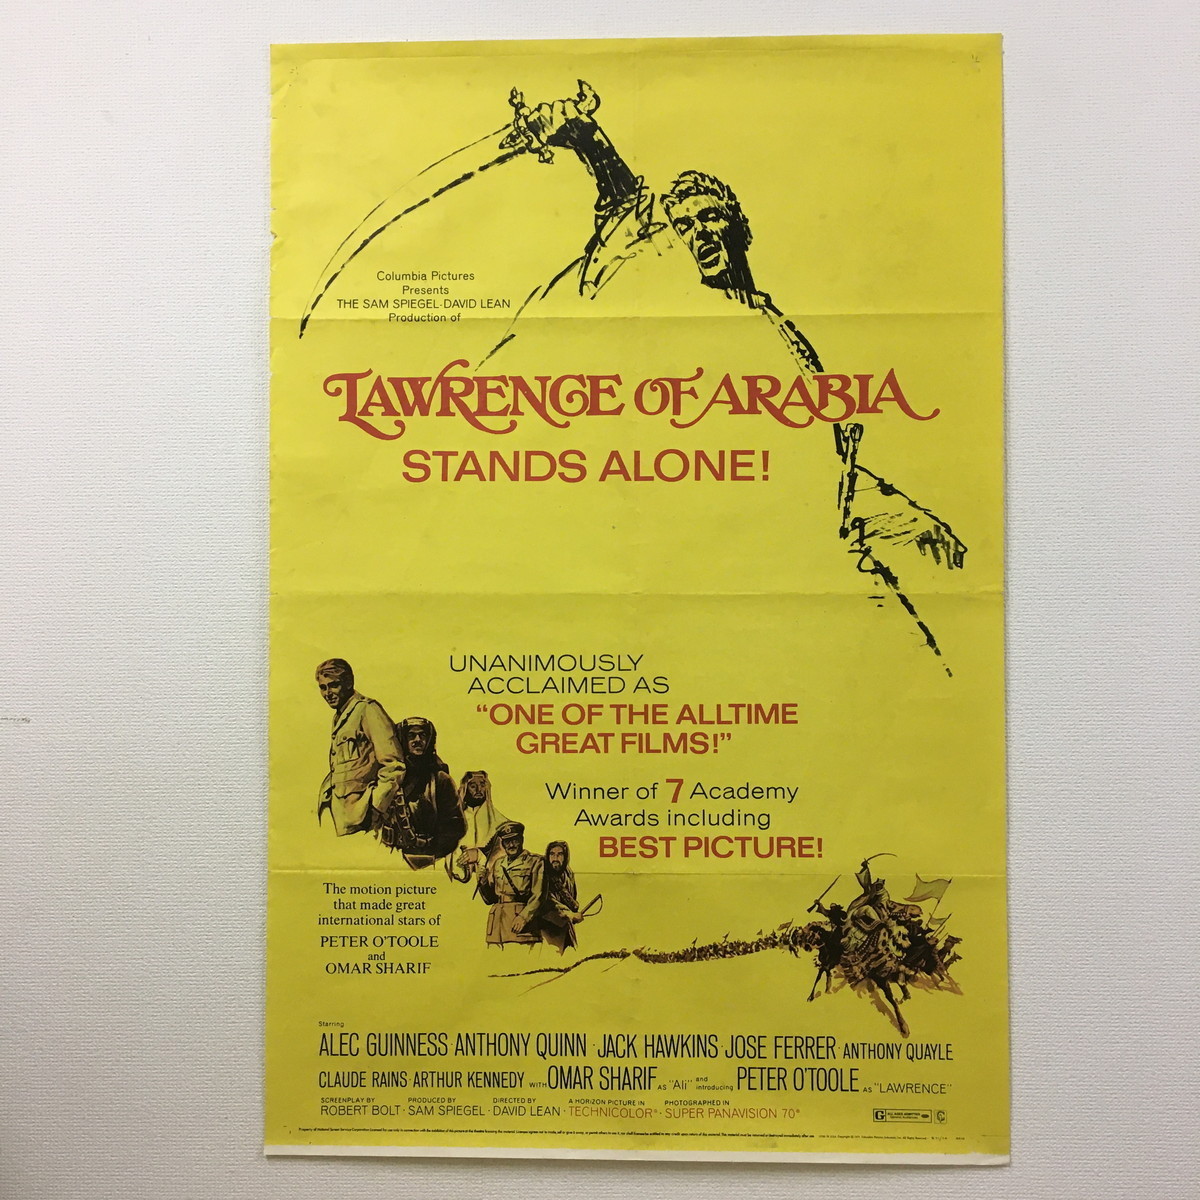 Columbia Pictures
Presents
THE SAM SPIEGEL·DAVID LEAN
Production of
LAWRENCE OF ARABIA
STANDS ALONE!
UNANIMOUSLY
ACCLAIMED AS
"ONE OF THE ALLTIME
GREAT FILMS!"
Winner of 7 Academy
Awards including
BEST PICTURE!
The motion picture
that made great
international stars of
PETER O'TOOLE
and
OMAR SHARIF
Starring
ALEC GUINNESS · ANTHONY QUINN · JACK HAWKINS · JOSE FERRER · ANTHONY QUAYLE
CLAUDE RAINS · ARTHUR KENNEDY WITH OMAR SHARIF AS "Ali" and introducing PETER O'TOOLE AS "LAWRENCE"
SCREENPLAY BY ROBERT BOLT · PRODUCED BY SAM SPIEGEL · DIRECTED BY DAVID LEAN · A HORIZON PICTURE IN TECHNICOLOR® · PHOTOGRAPHED IN SUPER PANAVISION 70®
G